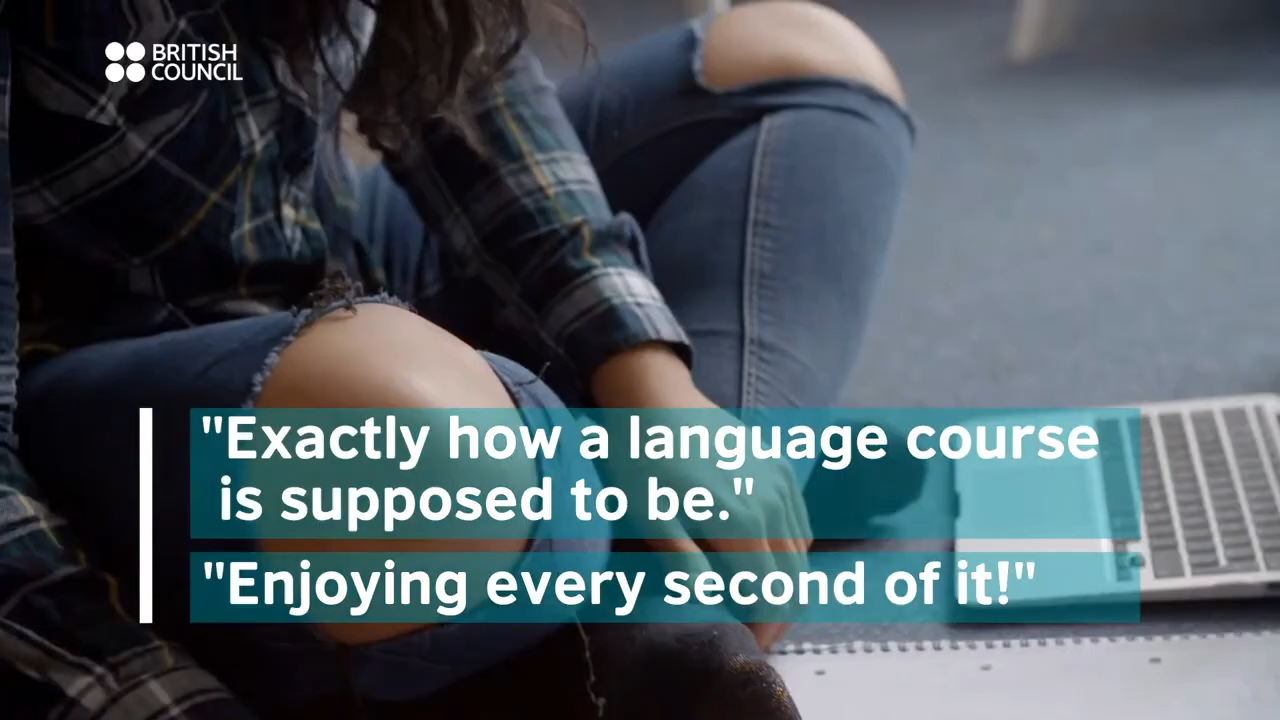 BRITISH
COUNCIL
"Exactly how a language course
is supposed to be."
"Enjoying every second of it!"